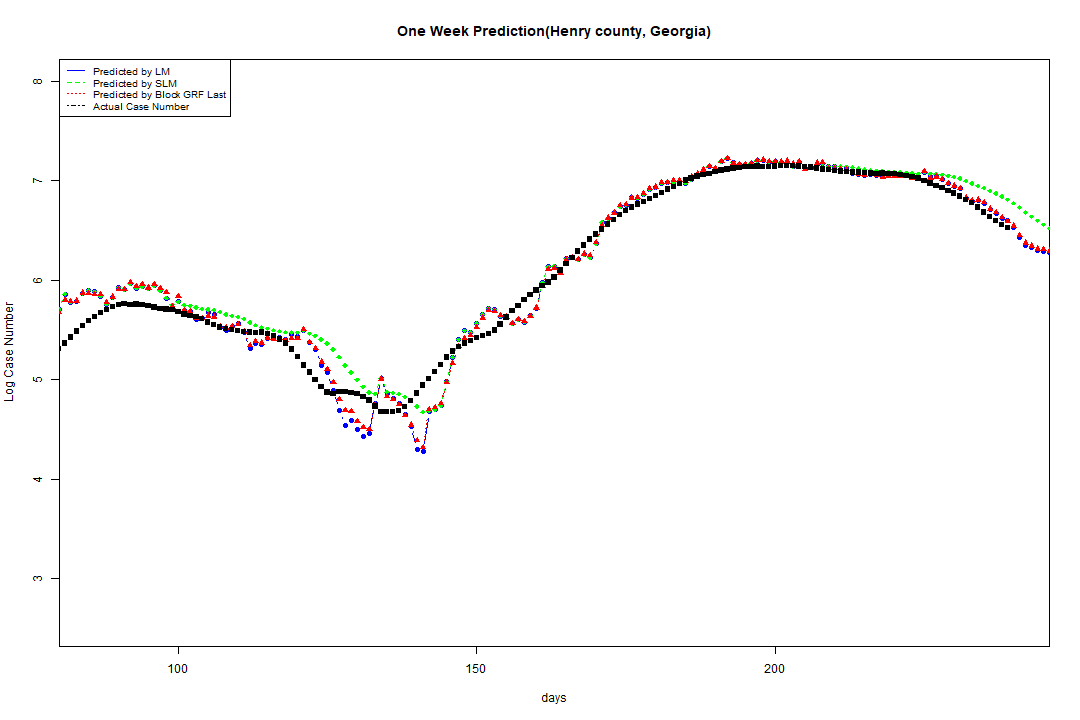 One Week Prediction(Henry county, Georgia)
Predicted by LM
Predicted by SLM
Predicted by Block GRF Last
Actual Case Number
8
7
6
5
4
3
Log Case Number
100
150
200
days